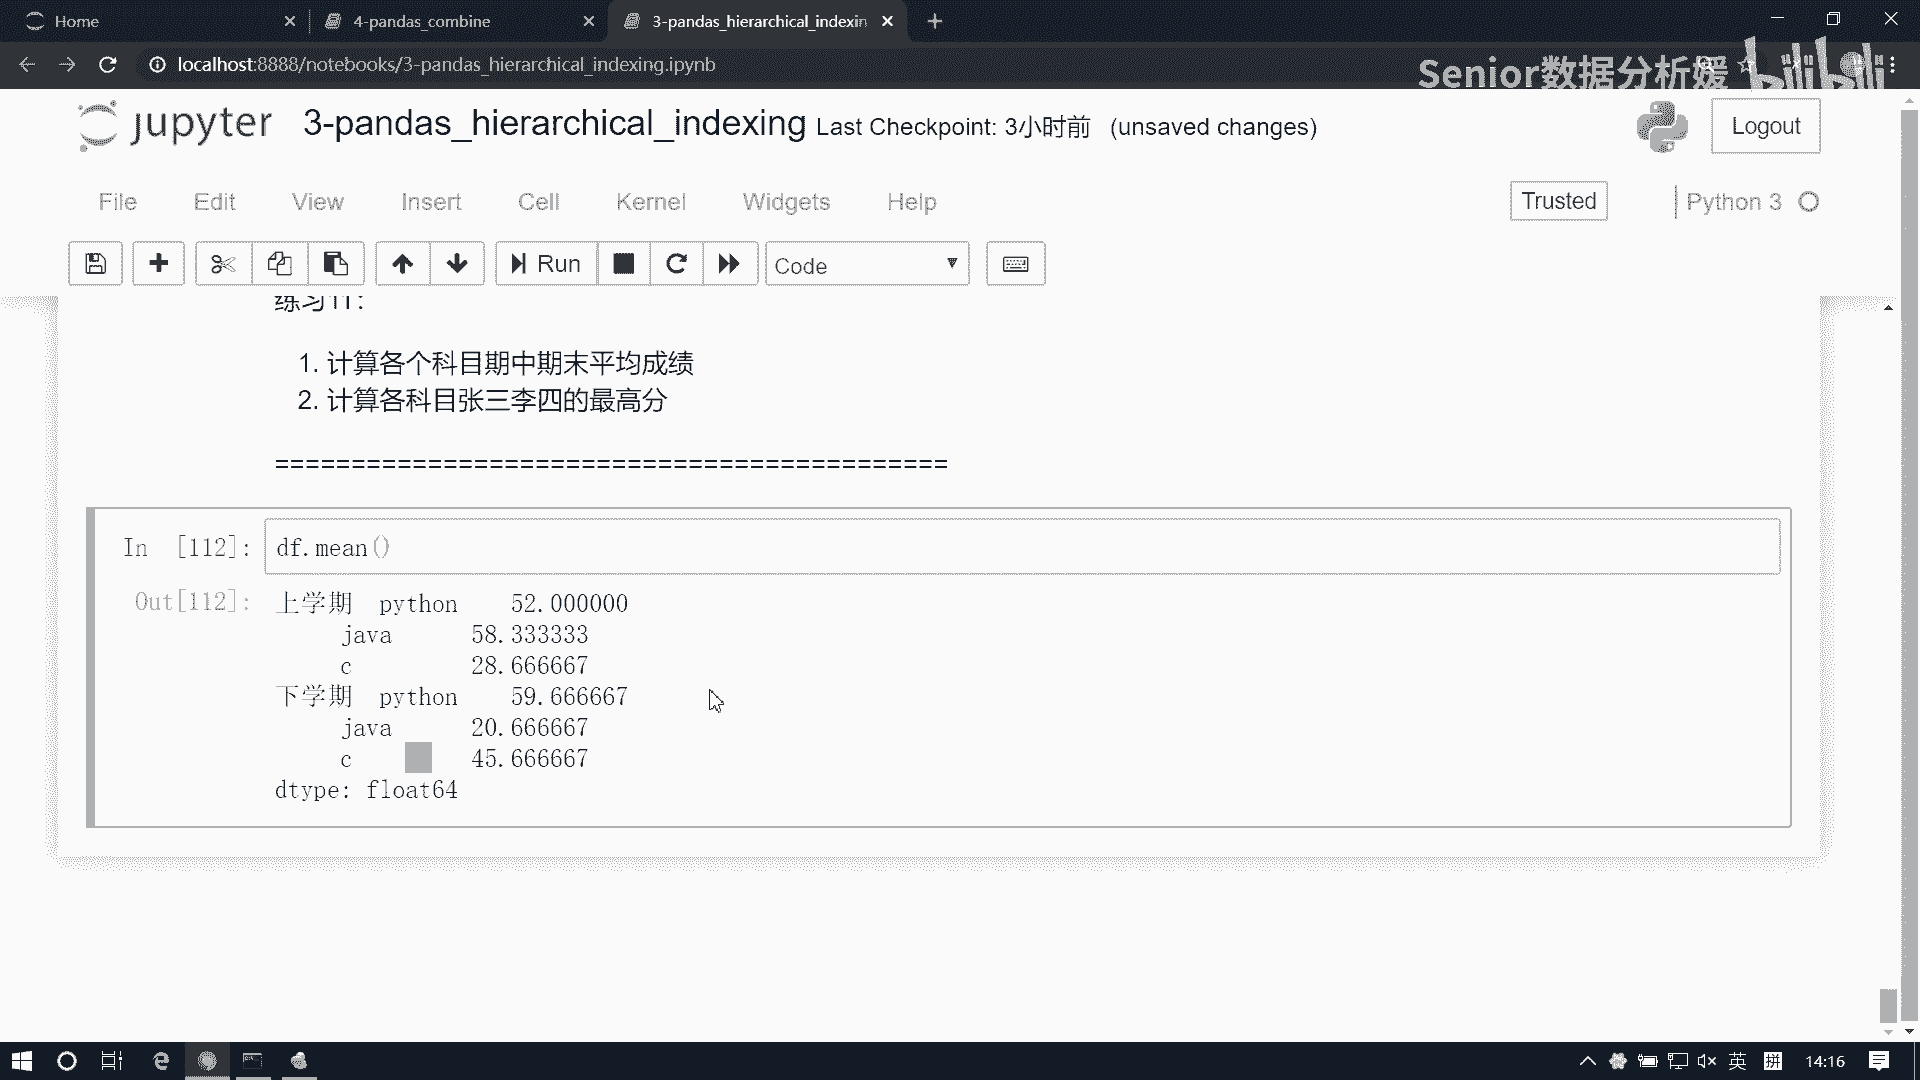 Home
4-pandas_combine
3-pandas_hierarchical_indexin
localhost:8888/notebooks/3-pandas_hierarchical_indexing.ipynb
Senior数据分析媛
bilibili
jupyter 3-pandas_hierarchical_indexing Last Checkpoint: 3小时前 (unsaved changes)
Logout
File Edit View Insert Cell Kernel Widgets Help
Trusted
Python 3
Run
Code
练习11：
1. 计算各个科目期中期末平均成绩
2. 计算各科目张三李四的最高分
============================================
In [112]: df.mean()
Out[112]: 上学期 python 52.000000
java 58.333333
c 28.666667
下学期 python 59.666667
java 20.666667
c 45.666667
dtype: float64
英
拼
14:16